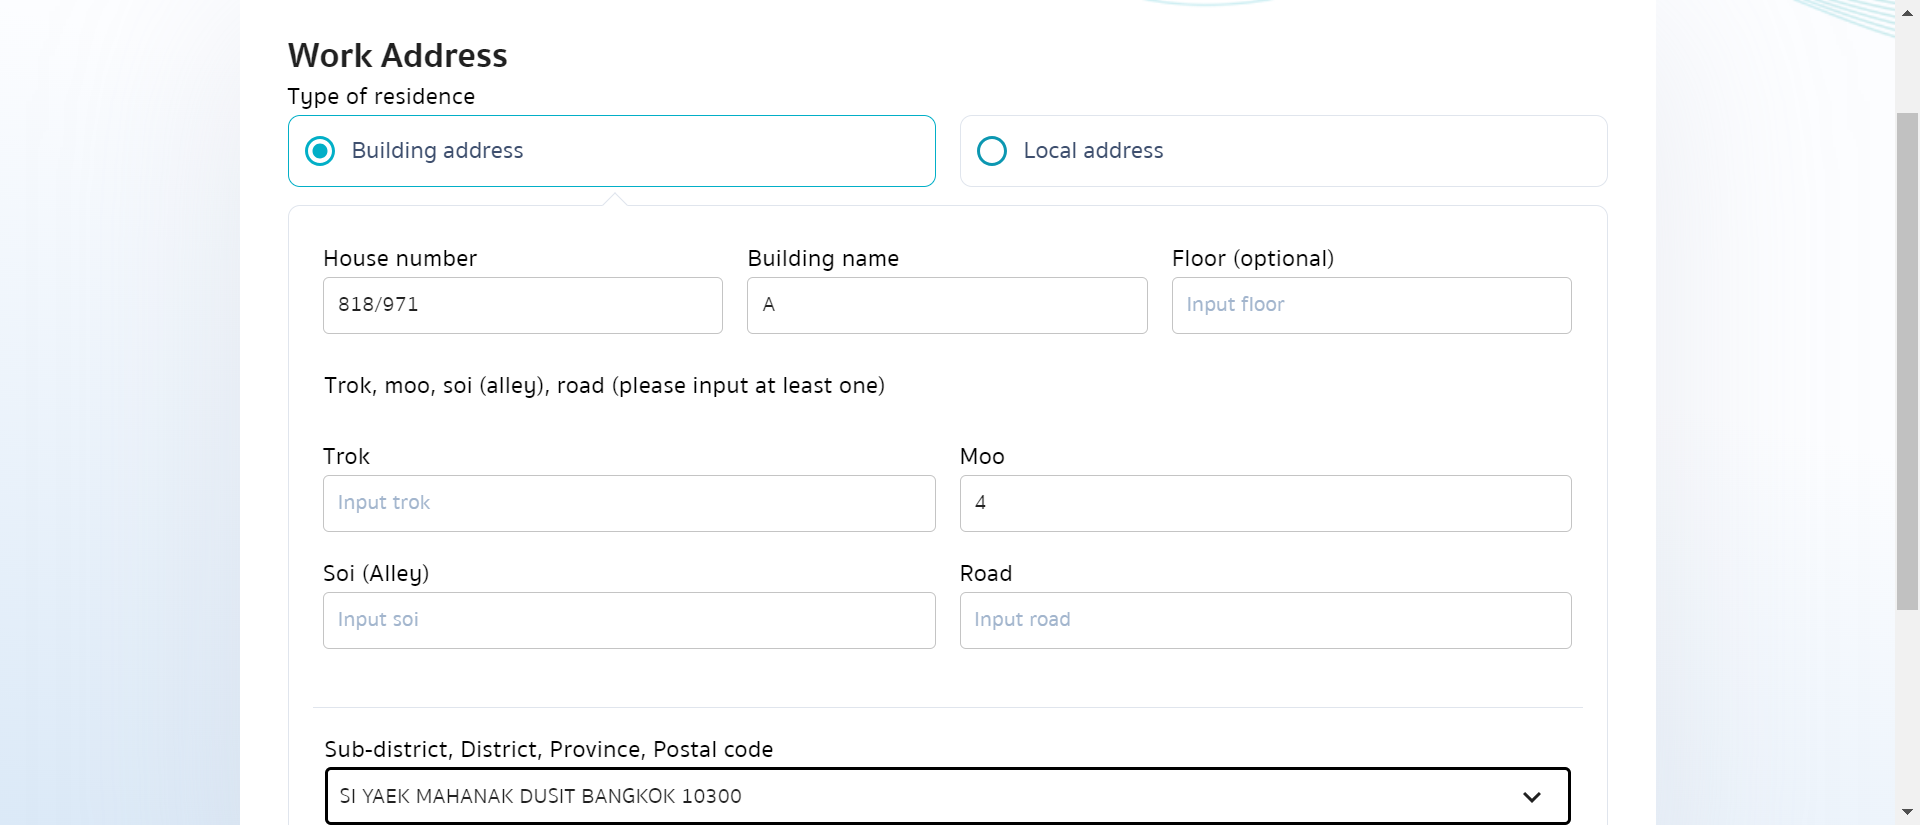 Work Address
Type of residence
Building address
Local address
House number
Building name
Floor (optional)
818/971
A
Input floor
Trok, moo, soi (alley), road (please input at least one)
Trok
Moo
Input trok
4
Soi (Alley)
Road
Input soi
Input road
Sub-district, District, Province, Postal code
SI YAEK MAHANAK DUSIT BANGKOK 10300